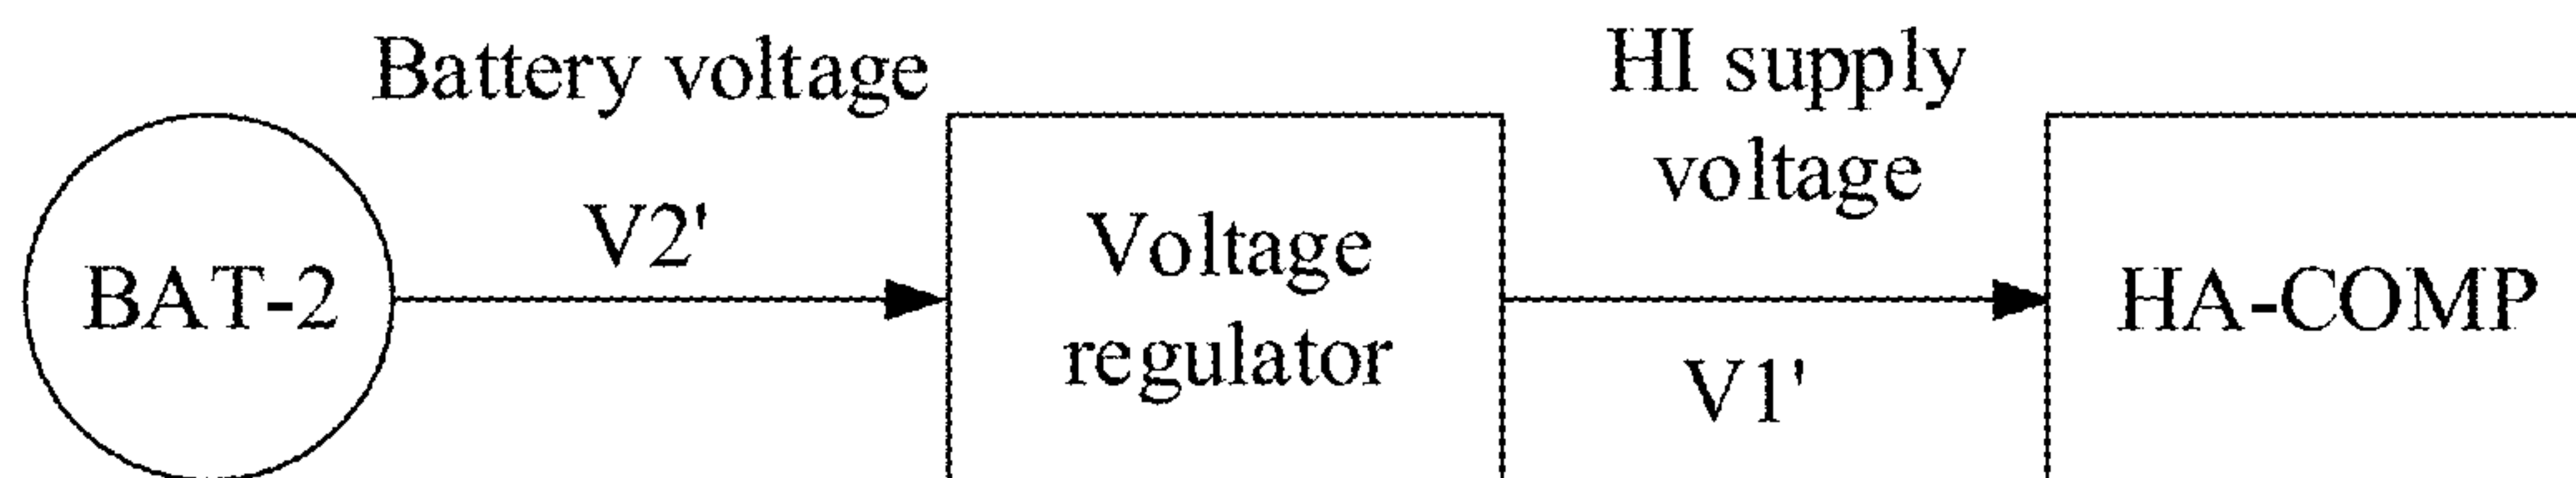 Battery voltage
HI supply
voltage
V2'
Voltage
regulator
BAT-2
HA-COMP
V1'